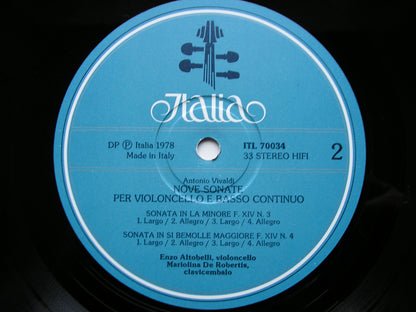 Italia
DP Ⓟ Italia 1978
Made in Italy
ITL 70034
33 STEREO HIFI
2
Antonio Vivaldi
NOVE SONATE
PER VIOLONCELLO E BASSO CONTINUO
SONATA IN LA MINORE F. XIV N. 3
1. Largo / 2. Allegro / 3. Largo / 4. Allegro
SONATA IN SI BEMOLLE MAGGIORE F. XIV N. 4
1. Largo / 2. Allegro / 3. Largo / 4. Allegro
Enzo Altobelli, violoncello
Mariolina De Robertis,
clavicembalo